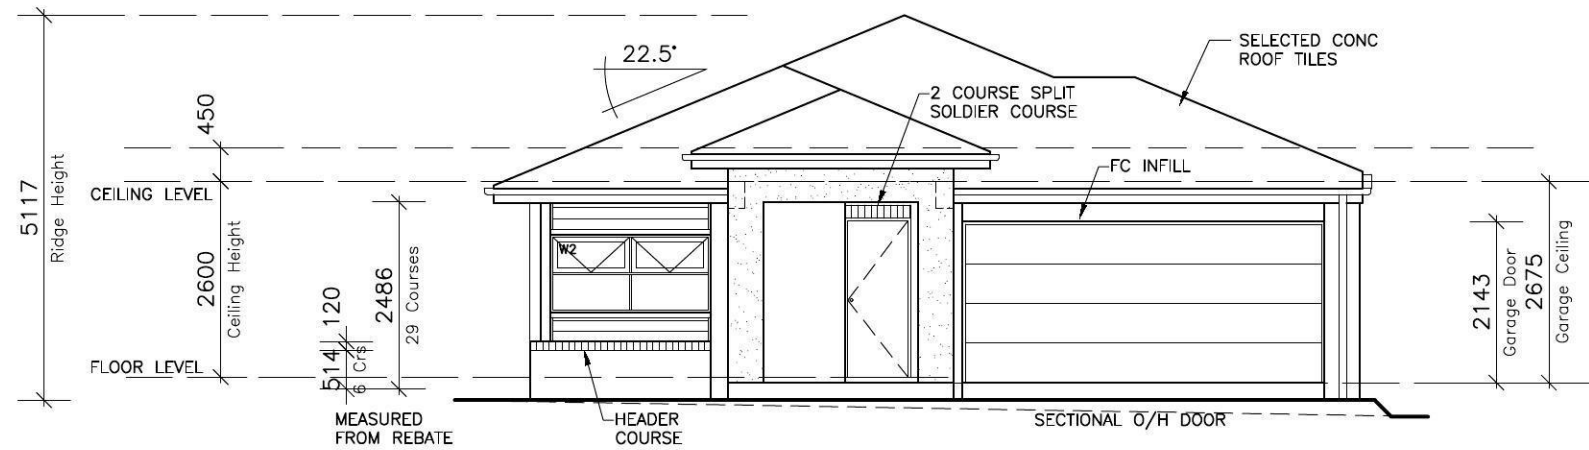 5117
Ridge Height
450
CEILING LEVEL
2600
Ceiling Height
FLOOR LEVEL
120
514
6 Crs
2486
29 Courses
MEASURED
FROM REBATE
22.5°
W2
HEADER
COURSE
2 COURSE SPLIT
SOLDIER COURSE
SELECTED CONC
ROOF TILES
FC INFILL
SECTIONAL O/H DOOR
2143
Garage Door
2675
Garage Ceiling